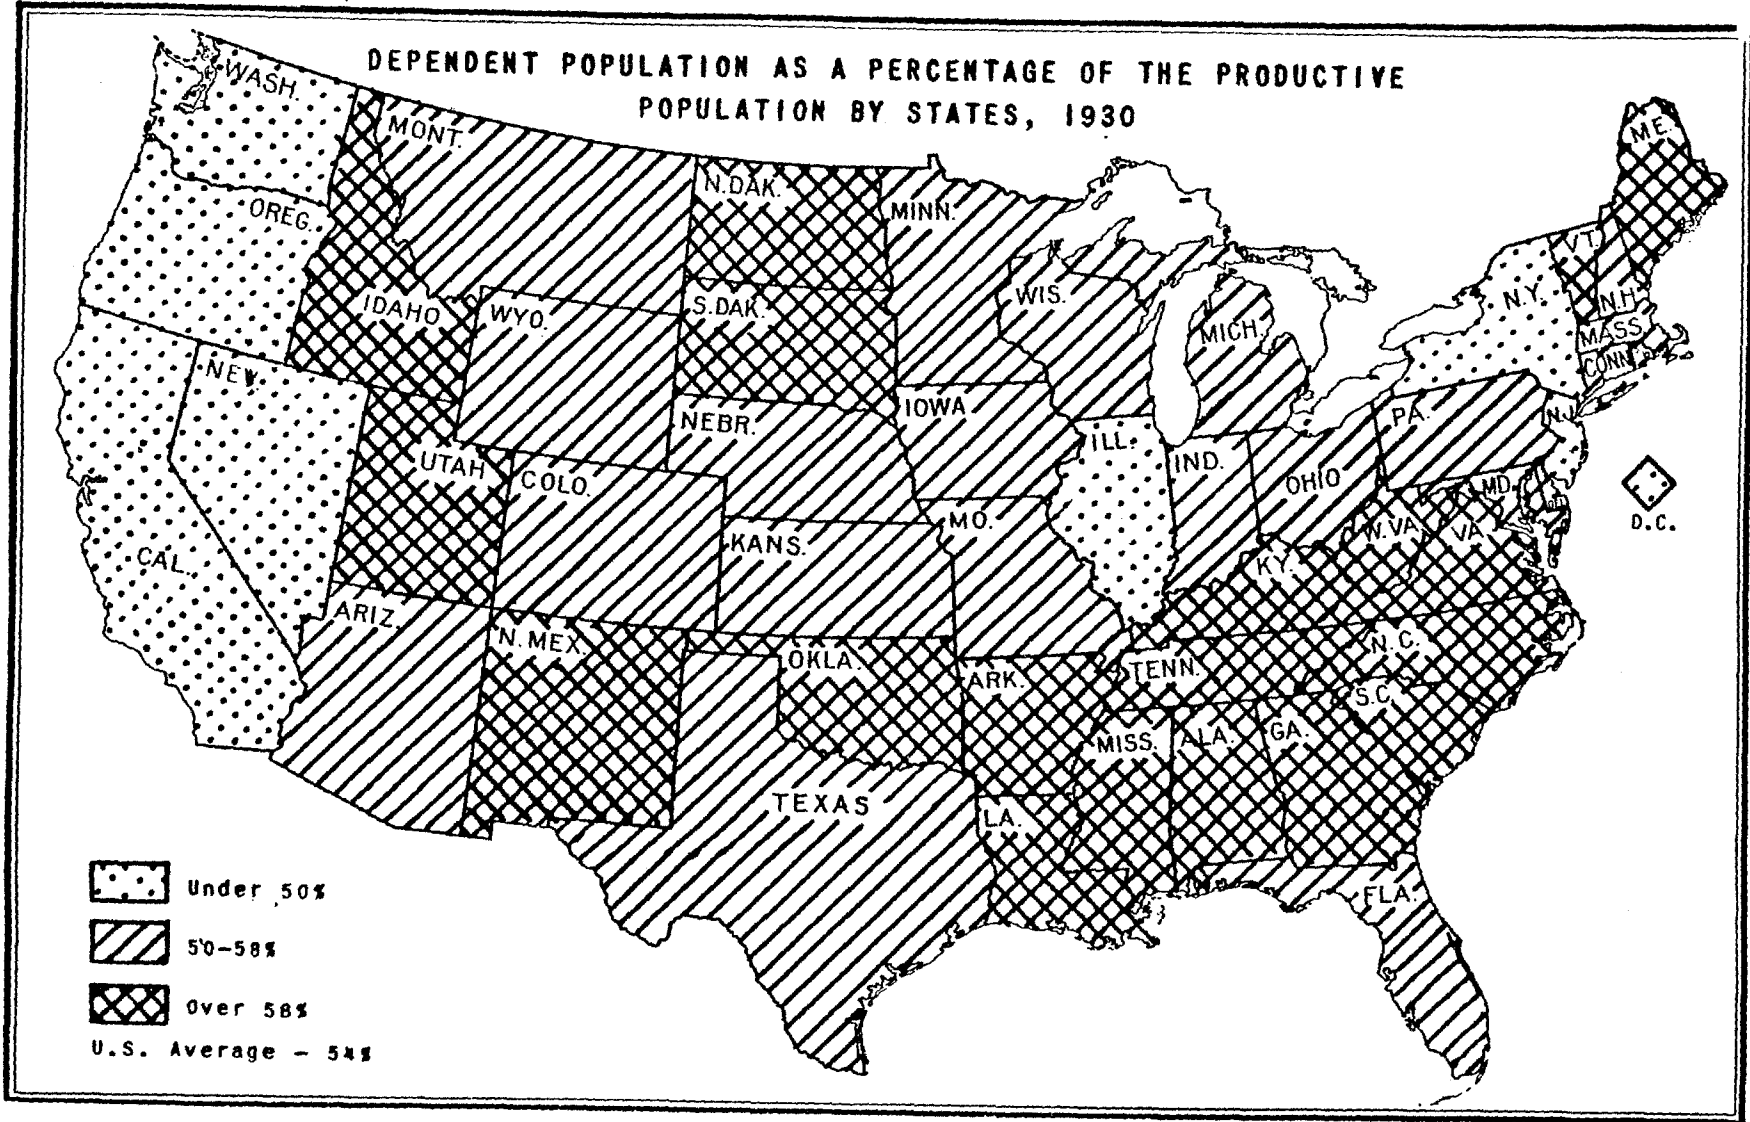 DEPENDENT POPULATION AS A PERCENTAGE OF THE PRODUCTIVE
POPULATION BY STATES, 1930
WASH.
MONT.
ME.
N.DAK.
MINN.
OREG.
VT.
IDAHO
WYO.
S.DAK.
WIS.
MICH.
N.Y.
N.H.
MASS.
CONN.
NEV.
NEBR.
IOWA
ILL.
IND.
OHIO
PA.
N.J.
UTAH
COLO.
MD.
D.C.
CAL.
KANS.
MO.
KY.
W.VA.
VA.
ARIZ.
N.MEX.
OKLA.
ARK.
TENN.
N.C.
S.C.
MISS.
ALA.
GA.
TEXAS
LA.
FLA.
Under 50%
50-58%
Over 58%
U.S. Average - 54%